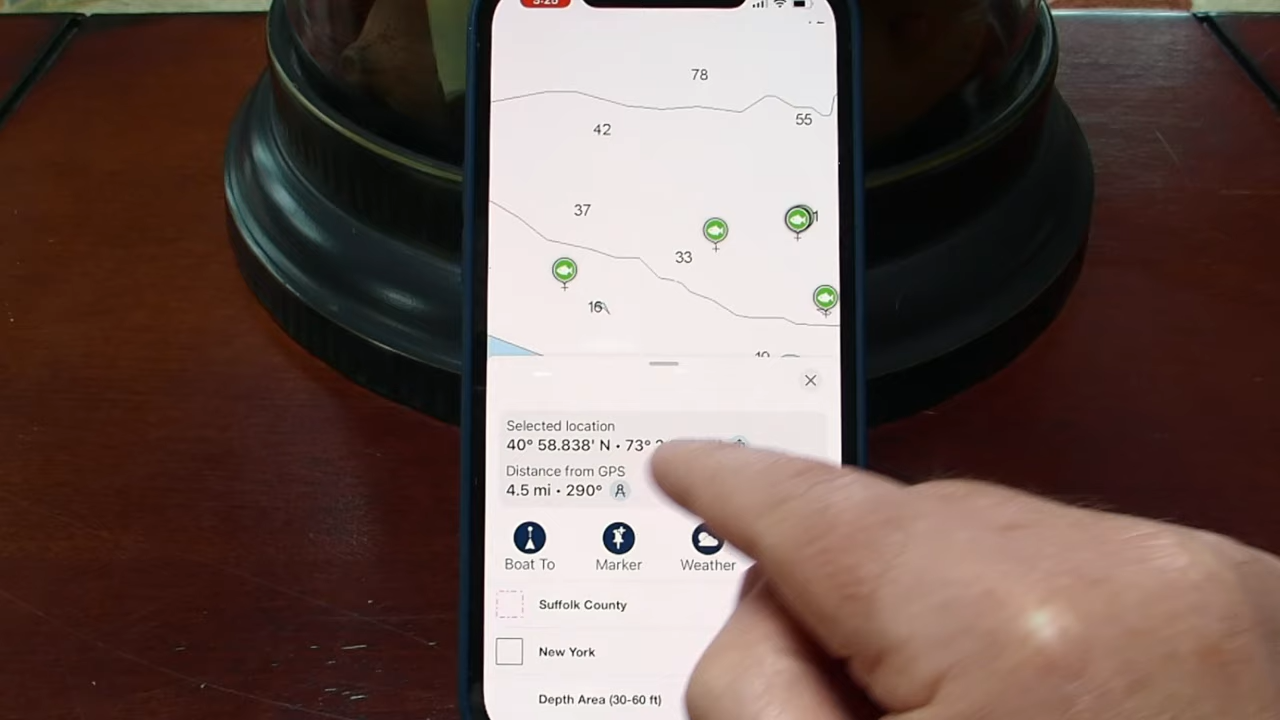 78
42
55
37
33
16
Selected location
40° 58.838' N • 73°
Distance from GPS
4.5 mi • 290°
Boat To
Marker
Weather
Suffolk County
New York
Depth Area (30-60 ft)